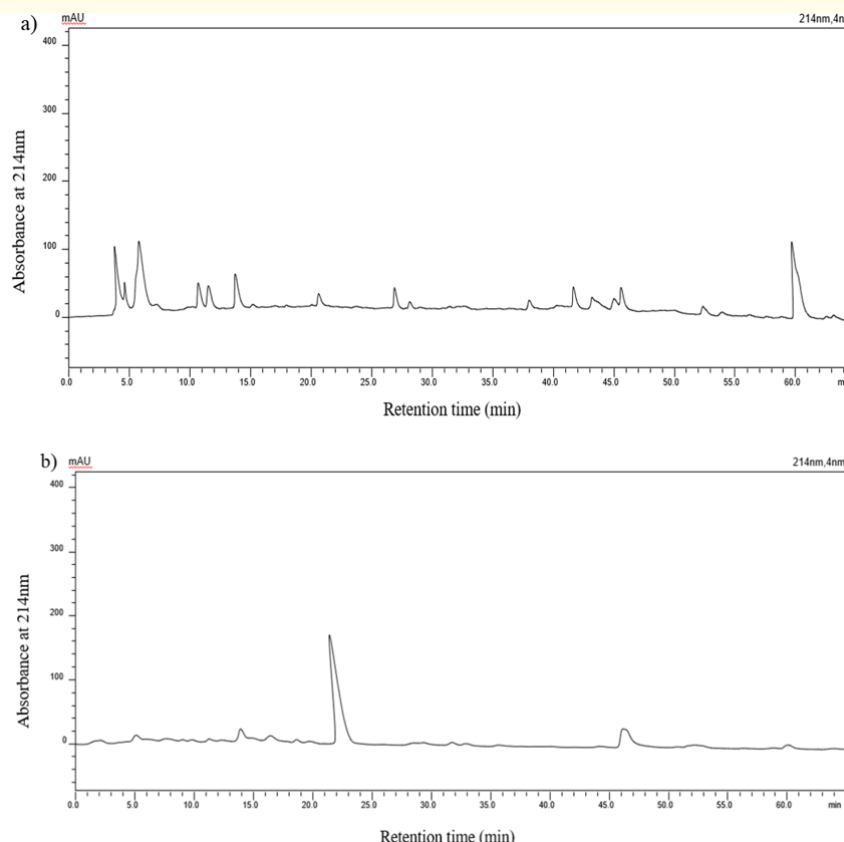 a)
mAU
214nm,4n
400
300
200
100
0
Absorbance at 214nm
0.0 5.0 10.0 15.0 20.0 25.0 30.0 35.0 40.0 45.0 50.0 55.0 60.0 m
Retention time (min)
b)
mAU
214nm,4nm
400
300
200
100
0
Absorbance at 214nm
0.0 5.0 10.0 15.0 20.0 25.0 30.0 35.0 40.0 45.0 50.0 55.0 60.0 min
Retention time (min)